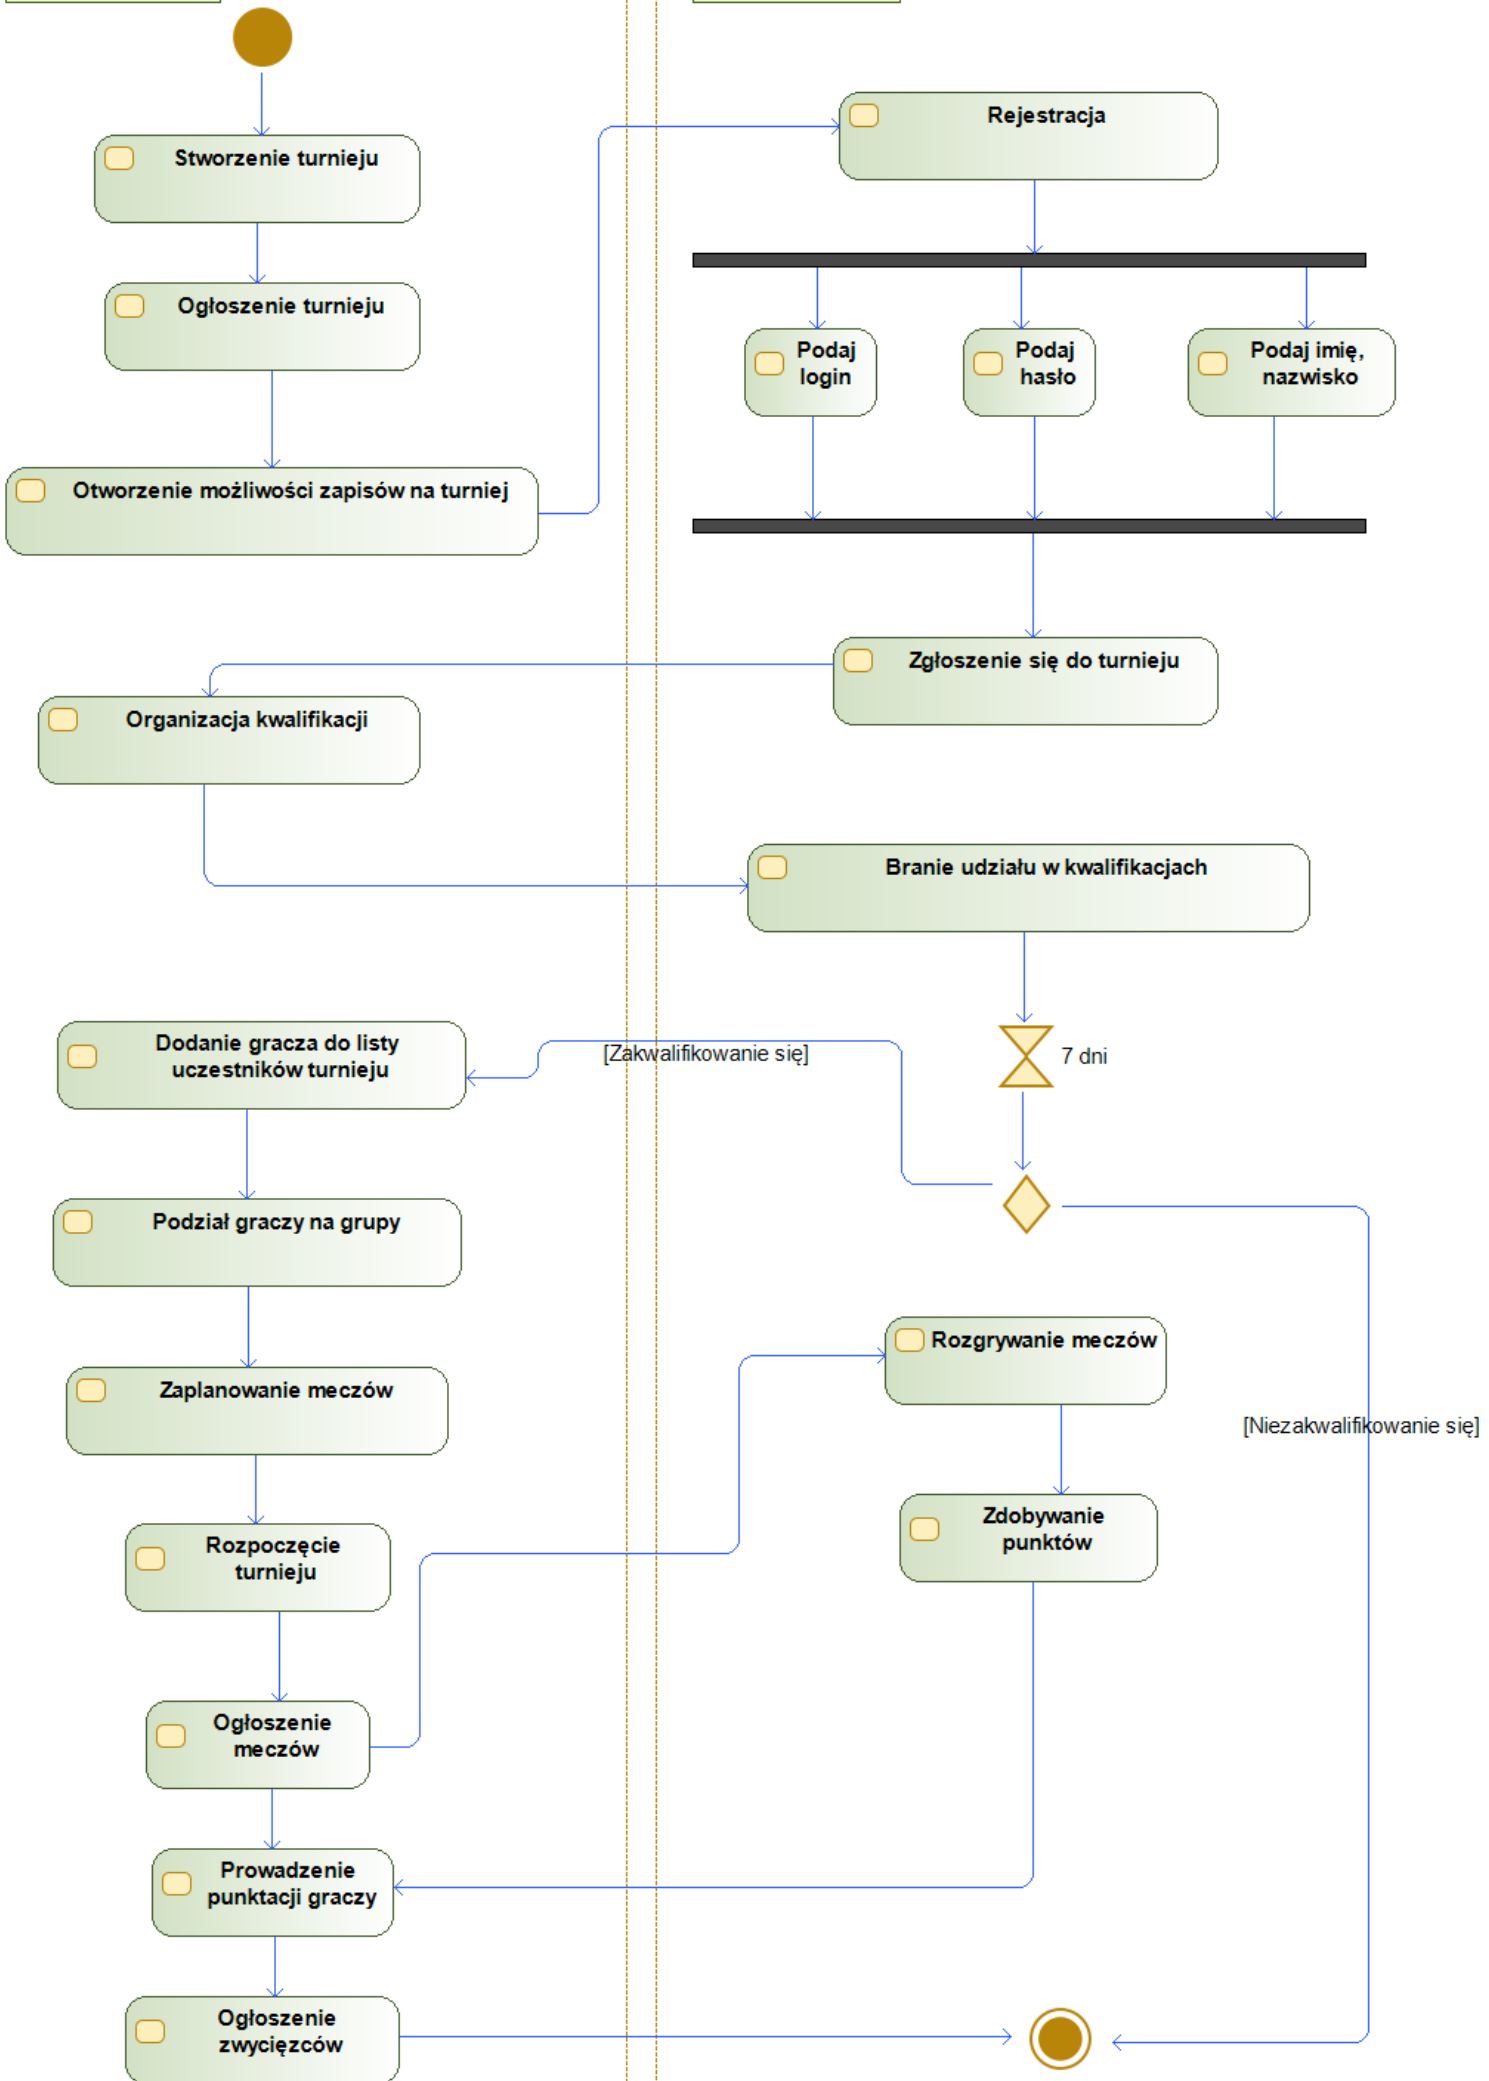 Stworzenie turnieju
Ogłoszenie turnieju
Otworzenie możliwości zapisów na turniej
Rejestracja
Podaj
login
Podaj
hasło
Podaj imię,
nazwisko
Zgłoszenie się do turnieju
Organizacja kwalifikacji
Branie udziału w kwalifikacjach
7 dni
[Zakwalifikowanie się]
[Niezakwalifikowanie się]
Dodanie gracza do listy
uczestników turnieju
Podział graczy na grupy
Zaplanowanie meczów
Rozpoczęcie
turnieju
Ogłoszenie
meczów
Rozgrywanie meczów
Zdobywanie
punktów
Prowadzenie
punktacji graczy
Ogłoszenie
zwycięzców